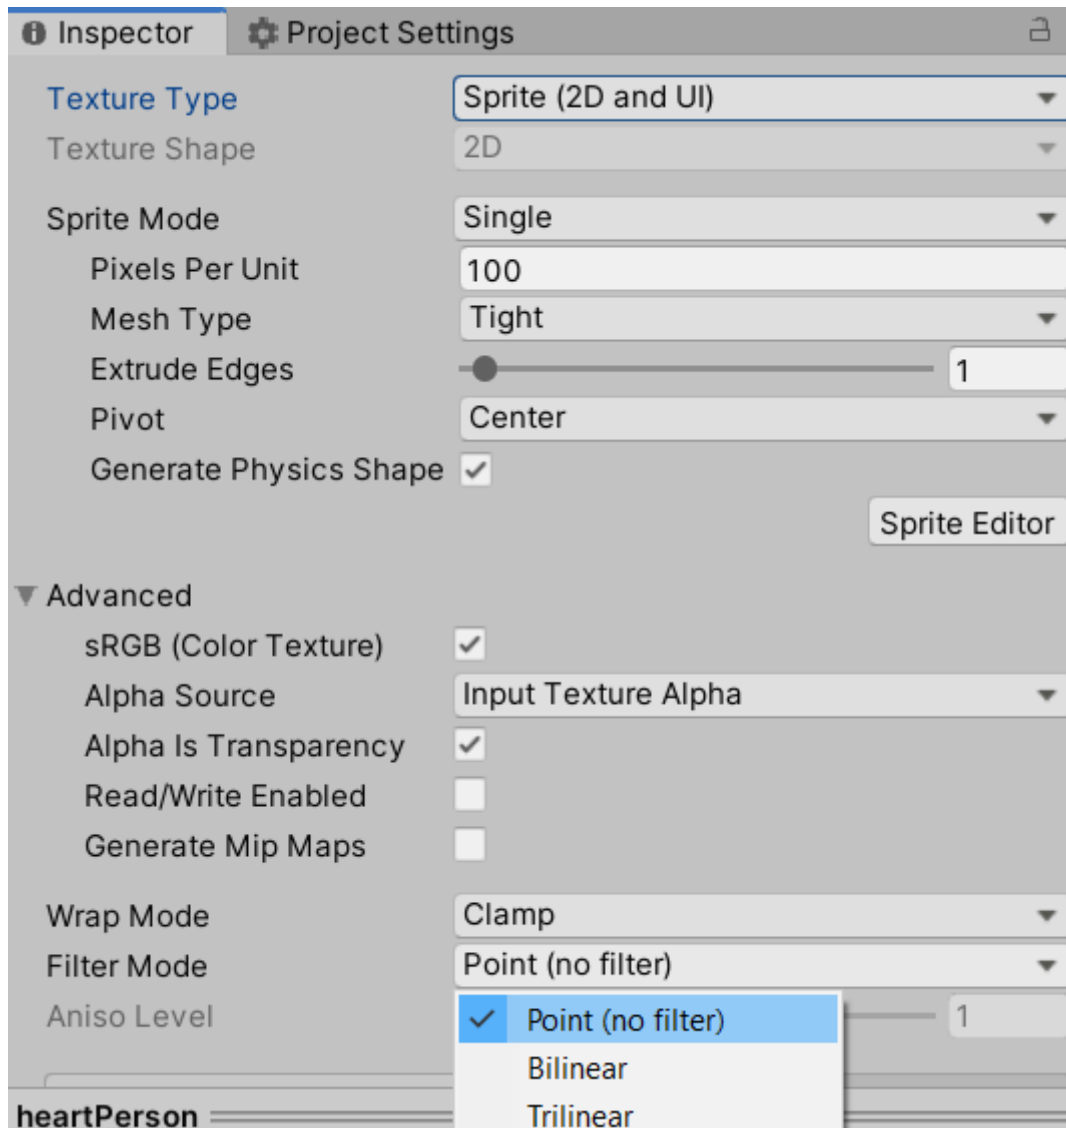 Inspector Project Settings
Texture Type Sprite (2D and UI)
Texture Shape 2D
Sprite Mode Single
Pixels Per Unit 100
Mesh Type Tight
Extrude Edges 1
Pivot Center
Generate Physics Shape
Sprite Editor
Advanced
sRGB (Color Texture)
Alpha Source Input Texture Alpha
Alpha Is Transparency
Read/Write Enabled
Generate Mip Maps
Wrap Mode Clamp
Filter Mode Point (no filter)
Aniso Level 1
Point (no filter)
Bilinear
heartPerson Trilinear